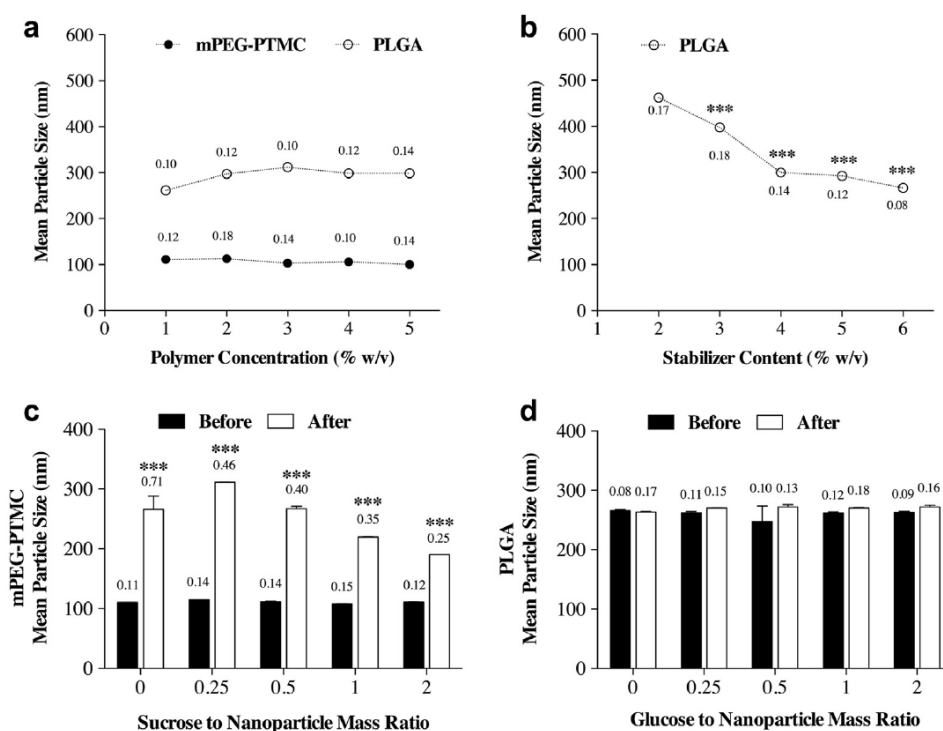 a
mPEG-PTMC PLGA
Mean Particle Size (nm)
600
500
400
300
200
100
0
0.10 0.12 0.10 0.12 0.14
0.12 0.18 0.14 0.10 0.14
0 1 2 3 4 5
Polymer Concentration (% w/v)
b
PLGA
Mean Particle Size (nm)
600
500
400
300
200
100
0
*** *** *** ***
0.17 0.18 0.14 0.12 0.08
1 2 3 4 5 6
Stabilizer Content (% w/v)
c
Before After
mPEG-PTMC
Mean Particle Size (nm)
400
300
200
100
0
*** *** *** *** ***
0.71 0.46 0.40 0.35 0.25
0.11 0.14 0.14 0.15 0.12
0 0.25 0.5 1 2
Sucrose to Nanoparticle Mass Ratio
d
Before After
PLGA
Mean Particle Size (nm)
400
300
200
100
0
0.08 0.17 0.11 0.15 0.10 0.13 0.12 0.18 0.09 0.16
0 0.25 0.5 1 2
Glucose to Nanoparticle Mass Ratio